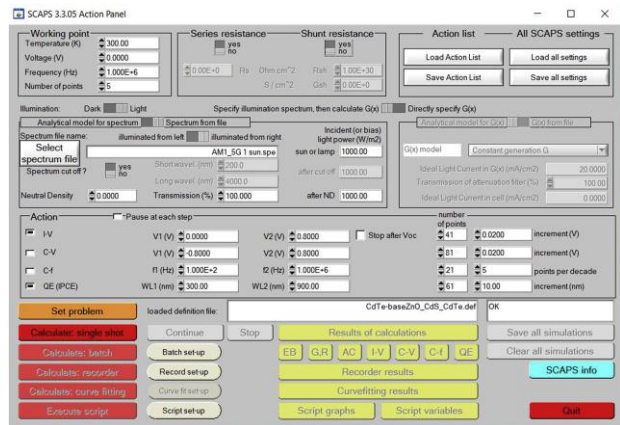 SCAPS 3.3.05 Action Panel
Working point
Temperature (K) 300.00
Voltage (V) 0.0000
Frequency (Hz) 1.000E+6
Number of points 5
Series resistance
yes
no
Shunt resistance
yes
no
0.00E+0 Rs Ohm.cm^2 Rsh 1.00E+30
S / cm^2 Gsh 0.00E+0
Action list
All SCAPS settings
Load Action List
Load all settings
Save Action List
Save all settings
Illumination: Dark Light Specify illumination spectrum, then calculate G(x) Directly specify G(x)
Analytical model for spectrum Spectrum from file
Spectrum file name: illuminated from left illuminated from right
Incident (or bias)
light power (W/m2)
Select
spectrum file
AM1_5G 1 sun.spe sun or lamp 1000.00
Spectrum cut off ? yes
no
Shortwavel. (nm) 200.0
after cut off 1000.00
Longwavel. (nm) 4000.0
Neutral Density 0.0000 Transmission (%) 100.000 after ND 1000.00
Analytical model for G(x) G(x) from file
G(x) model Constant generation G
Ideal Light Current in G(x) (mA/cm2) 20.0000
Transmission of attenuation filter (%) 100.00
Ideal Light Current in cell (mA/cm2) 0.0000
Action Pause at each step
number
of points
I-V V1 (V) 0.0000 V2 (V) 0.8000 Stop after Voc 41 0.0200 increment (V)
C-V V1 (V) -0.8000 V2 (V) 0.8000 81 0.0200 increment (V)
C-f f1 (Hz) 1.000E+2 f2 (Hz) 1.000E+6 21 5 points per decade
QE (IPCE) WL1 (nm) 300.00 WL2 (nm) 900.00 61 10.00 increment (nm)
Set problem loaded definition file: CdTe-baseZnO_CdS_CdTe.def OK
Calculate: single shot Continue Stop Results of calculations Save all simulations
Calculate: batch Batch set-up EB G,R AC I-V C-V C-f QE Clear all simulations
Calculate: recorder Record set-up Recorder results SCAPS info
Calculate: curve fitting Curve fit set-up Curvefitting results
Execute script Script set-up Script graphs Script variables Quit